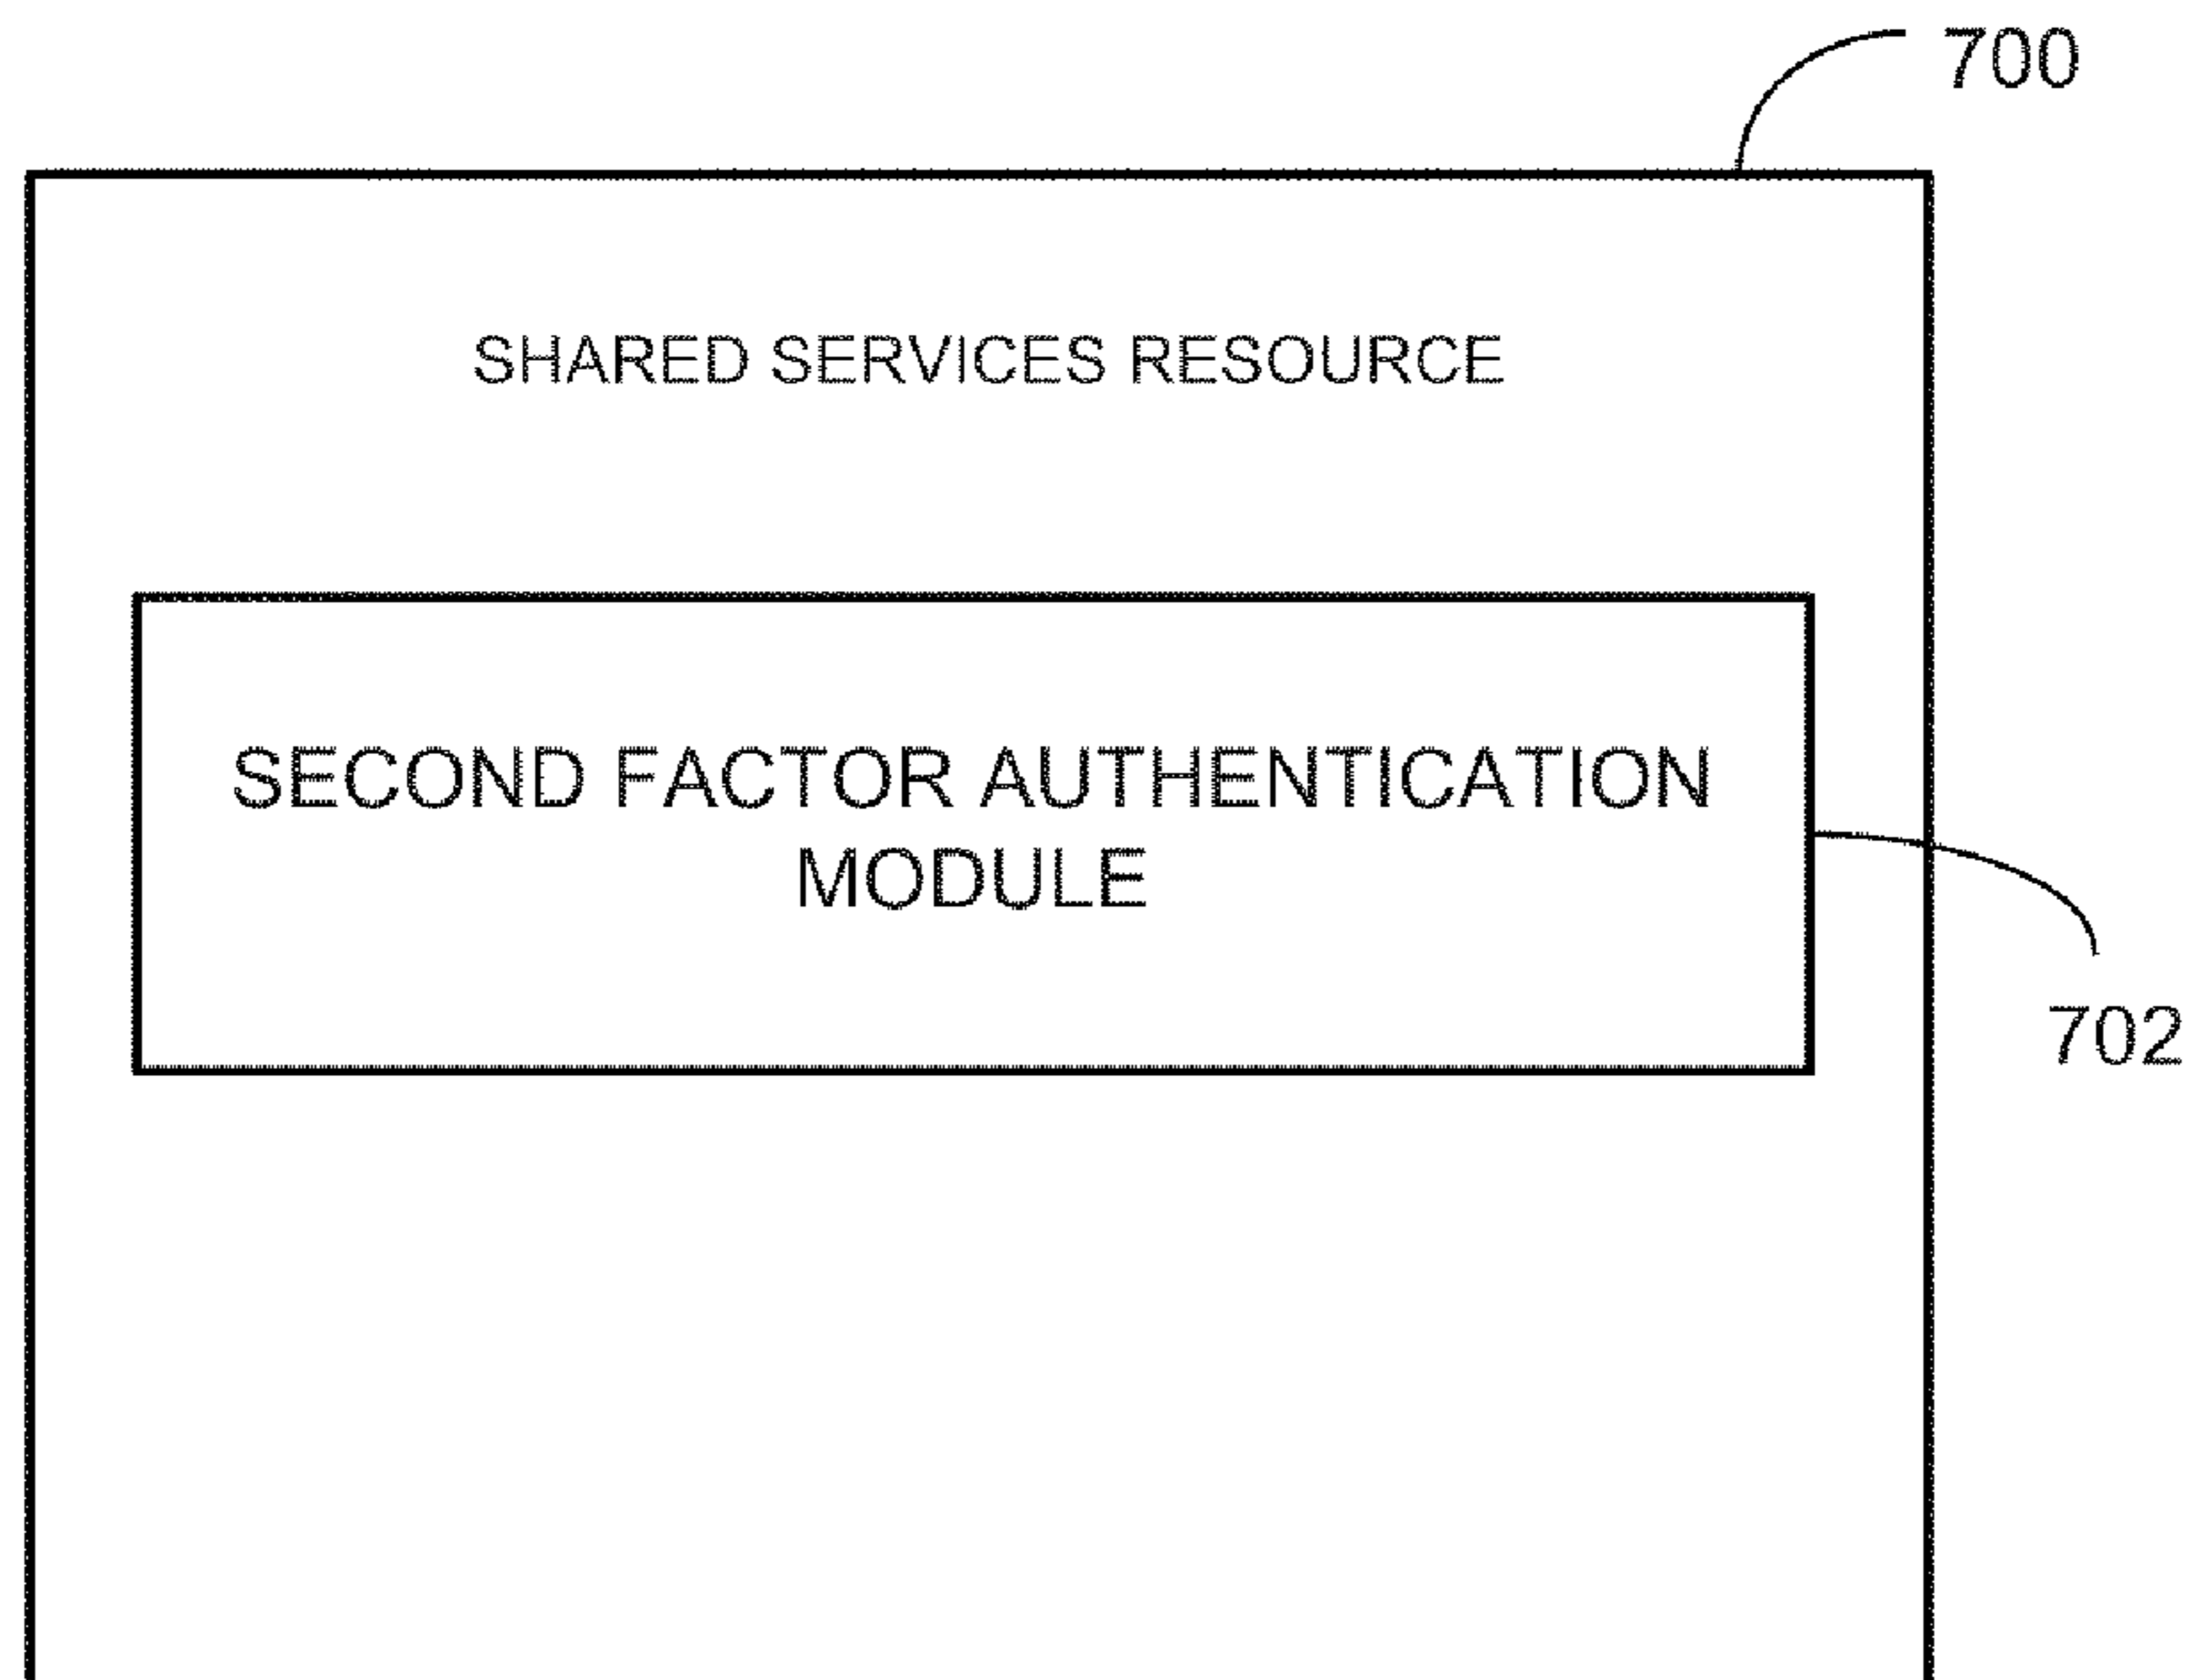 700
SHARED SERVICES RESOURCE
SECOND FACTOR AUTHENTICATION
MODULE
702